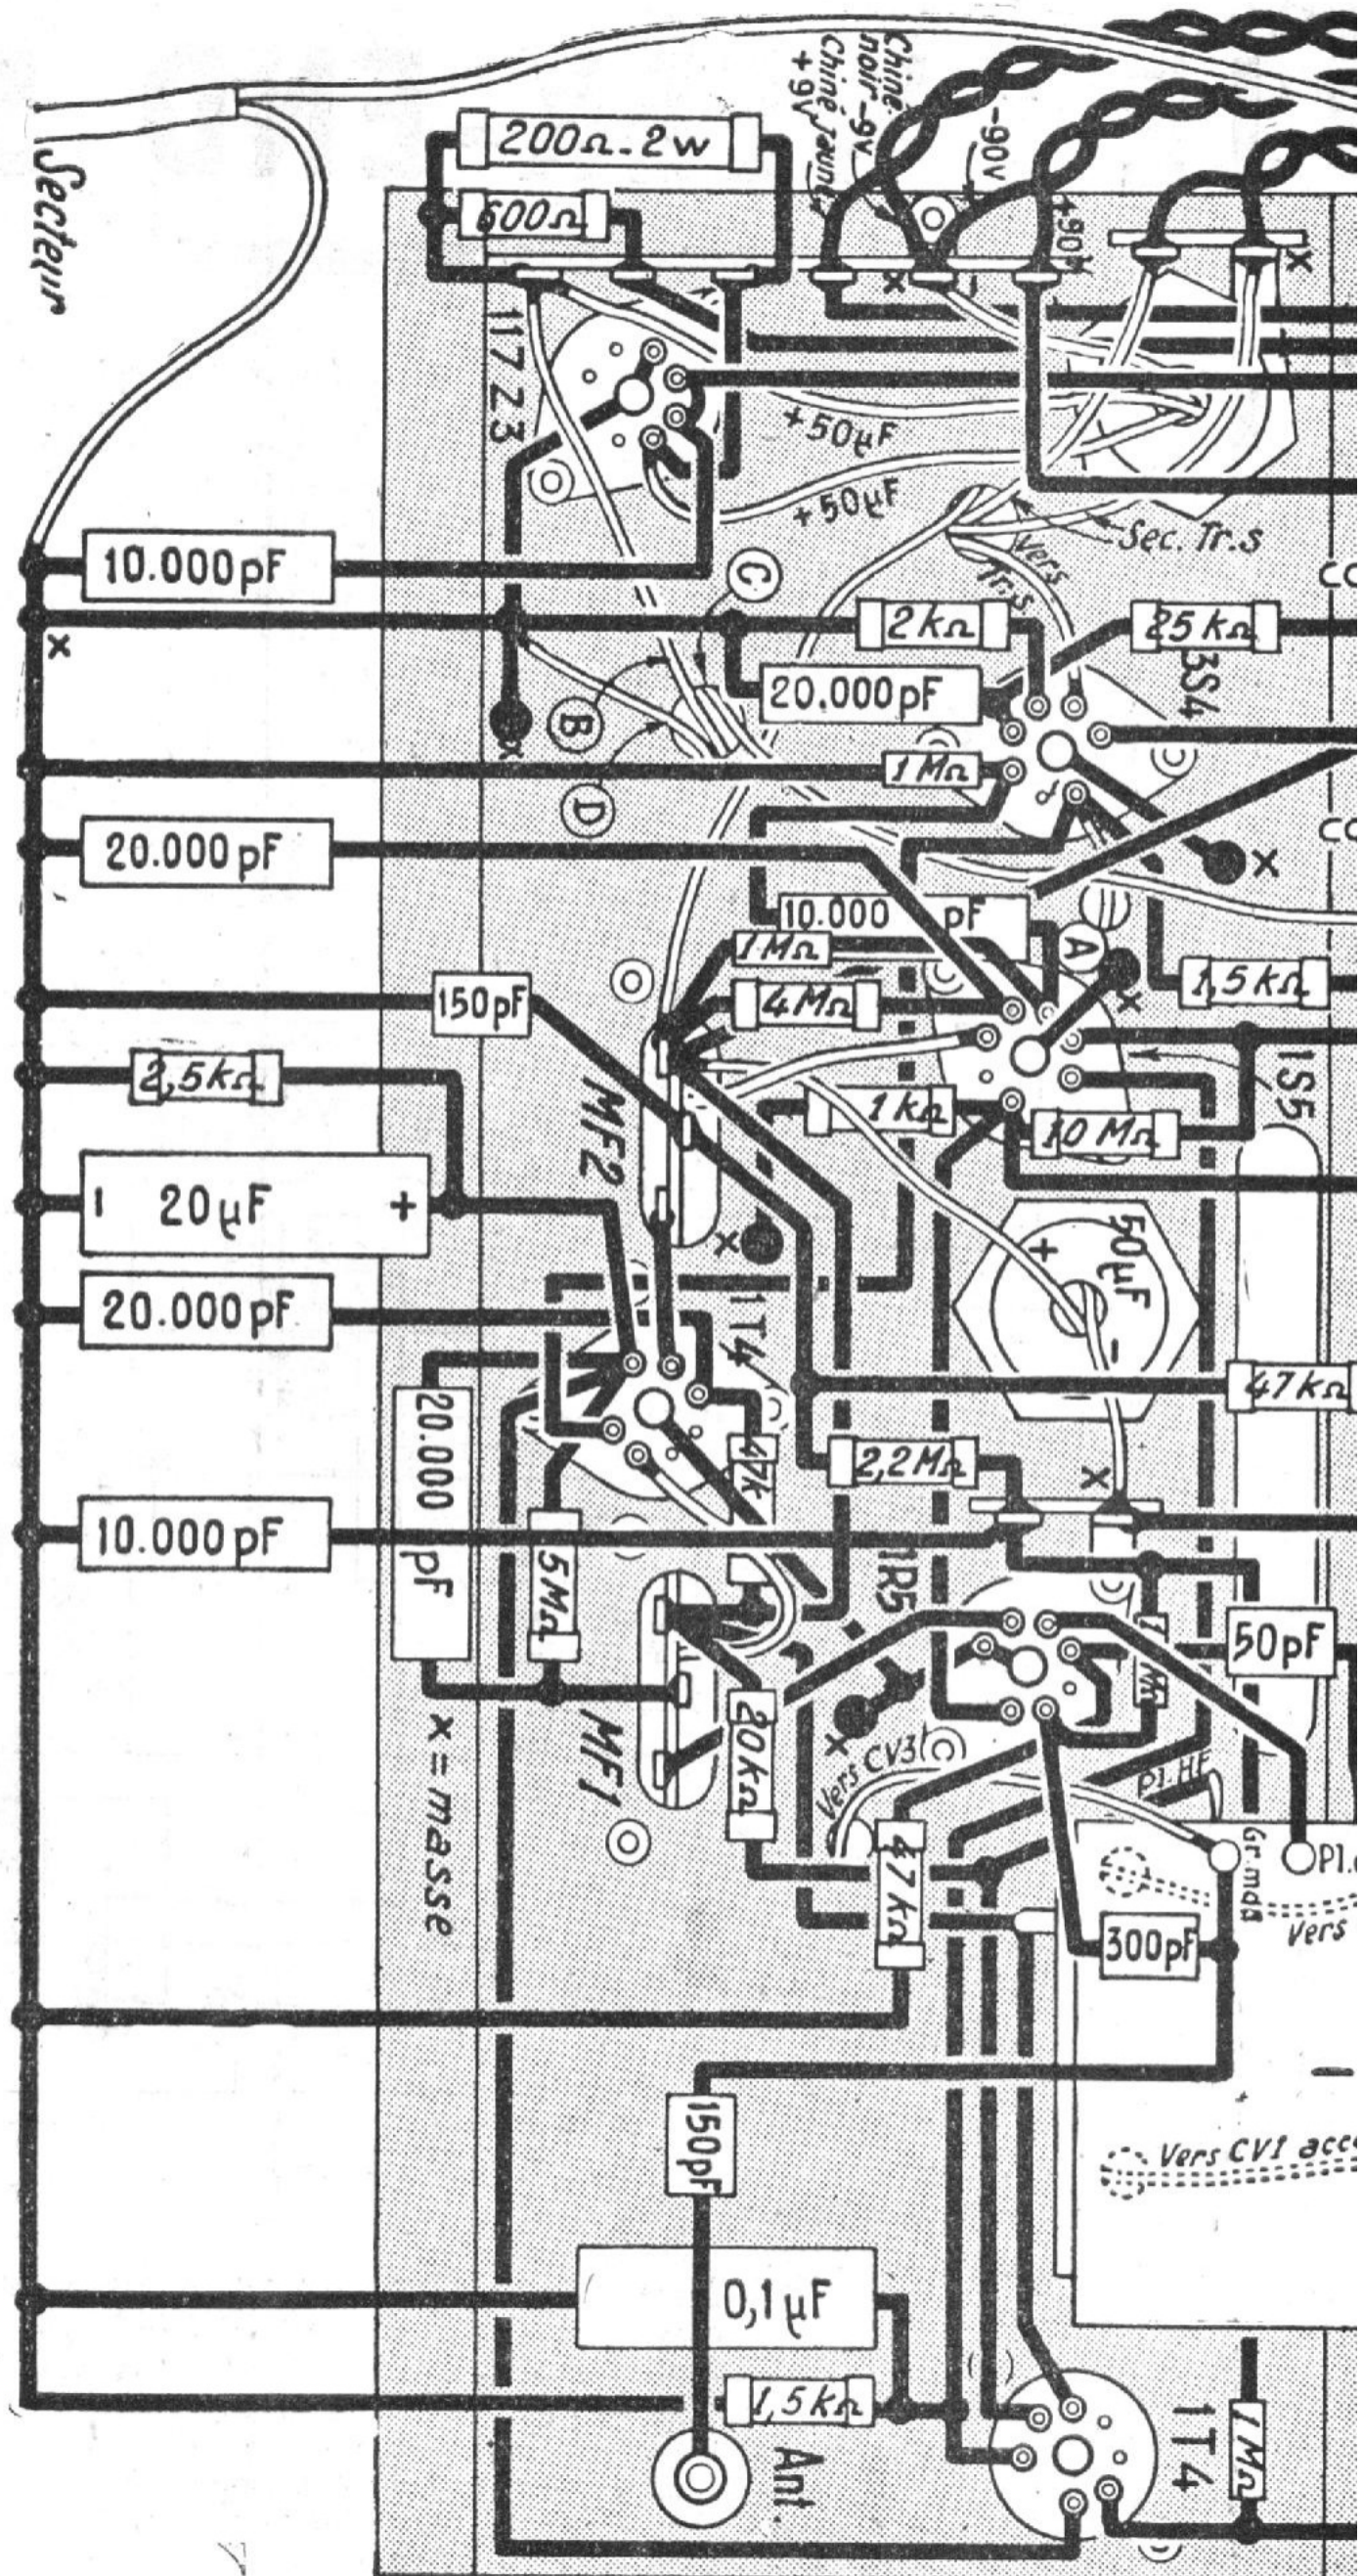 Secteur
Chiné
noir -9v
Chiné jaune
+9v
-90v
+90v
200Ω-2w
600Ω
x
-
x
117Z3
+50µF
+50µF
Sec. Tr.s
Vers
Tr.s
10.000pF
C
x
2kΩ
25kΩ
3S4
20.000pF
B
x
D
1MΩ
20.000pF
x
10.000 pF
A
1MΩ
x
150pF
4MΩ
1,5kΩ
1S5
2,5kΩ
MF2
1kΩ
10MΩ
- 20µF +
x
+ 50µF -
20.000pF
1T4
47kΩ
20.000 pF
47k
2,2MΩ
x
10.000pF
5MΩ
1R5
50pF
MF1
x
20kΩ
Vers CV3
Pl.HF
x=masse
47kΩ
Gr.mod
Pl.
Vers
300pF
150pF
Vers CV1
0,1µF
1,5kΩ
Ant.
1T4
1MΩ